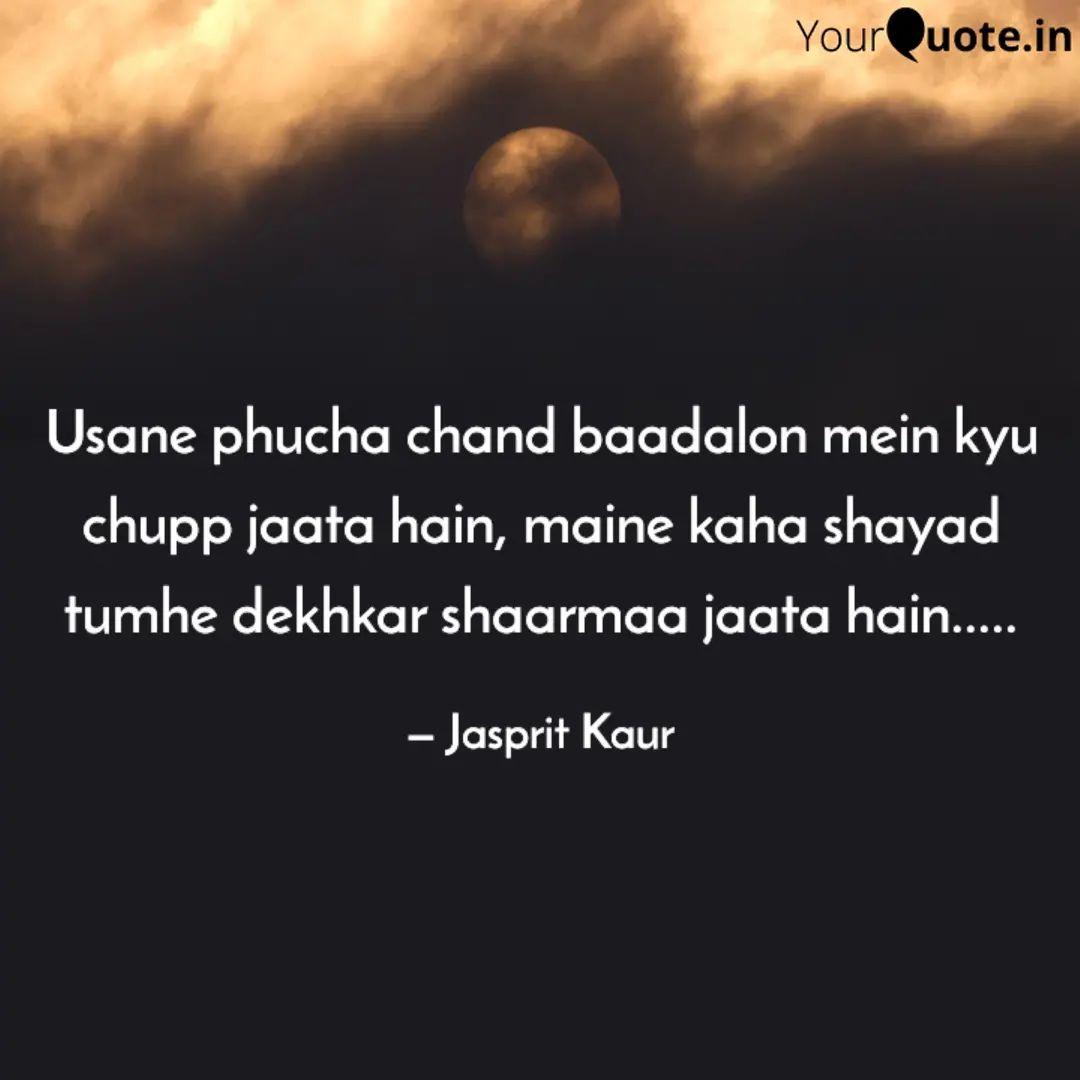 YourQuote.in
Usane phucha chand baadalon mein kyu
chupp jaata hain, maine kaha shayad
tumhe dekhkar shaarmaa jaata hain.....
– Jasprit Kaur